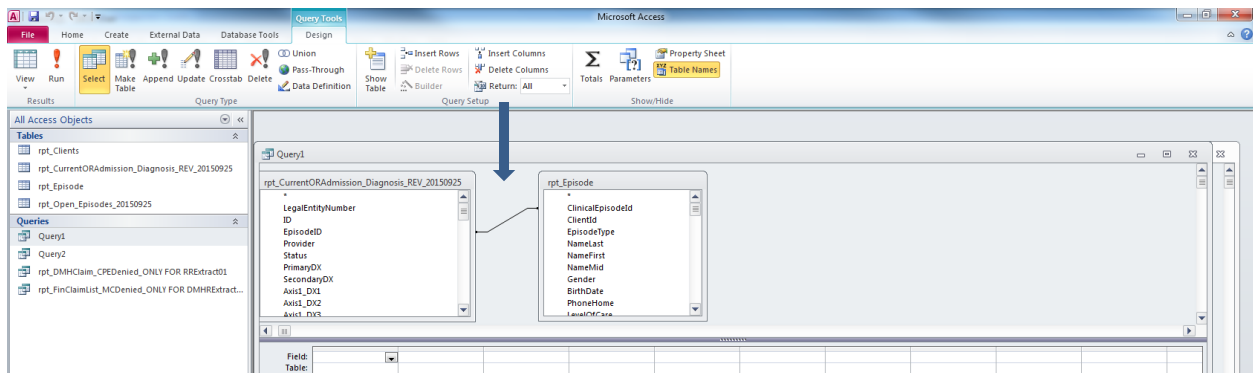 Query Tools
Microsoft Access
File Home Create External Data Database Tools Design
View
Run
Select
Make Table
Append
Update
Crosstab
Delete
Union
Pass-Through
Data Definition
Show Table
Insert Rows
Delete Rows
Builder
Insert Columns
Delete Columns
Return: All
Totals
Parameters
Property Sheet
Table Names
Results
Query Type
Query Setup
Show/Hide
All Access Objects
Tables
rpt_Clients
rpt_CurrentORAdmission_Diagnosis_REV_20150925
rpt_Episode
rpt_Open_Episodes_20150925
Queries
Query1
Query2
rpt_DMHClaim_CPEDenied_ONLY FOR RRExtract01
rpt_FinClaimList_MCDenied_ONLY FOR DMHRExtract...
Query1
rpt_CurrentORAdmission_Diagnosis_REV_20150925
*
LegalEntityNumber
ID
EpisodeID
Provider
Status
PrimaryDX
SecondaryDX
Axis1_DX1
Axis1_DX2
Axis1_DX3
rpt_Episode
*
ClinicalEpisodeId
ClientId
EpisodeType
NameLast
NameFirst
NameMid
Gender
BirthDate
PhoneHome
LevelOfCare
Field:
Table: